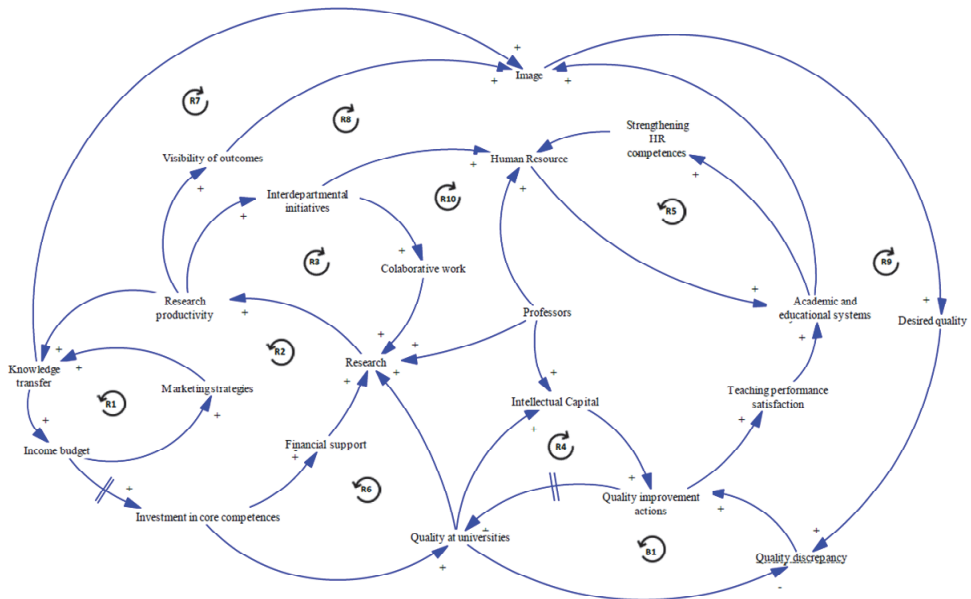 +
Image
+
+
R7
R8
Strengthening
HR
competences
Visibility of outcomes
Human Resource
+
+
+
+
Interdepartmental
initiatives
R10
+
R5
+
Colaborative work
R3
R9
+
Research
productivity
+
Professors
+
Academic and
educational systems
+
Desired quality
+
+
+
+
R2
Research
+
+
+
Knowledge
transfer
+
+
Marketing strategies
R1
+
+
Intellectual Capital
+
Teaching performance
satisfaction
+
+
Income budget
Financial support
+
R4
R6
+
+
Investment in core competences
Quality improvement
actions
+
Quality at universities
+
+
B1
+
Quality discrepancy
-